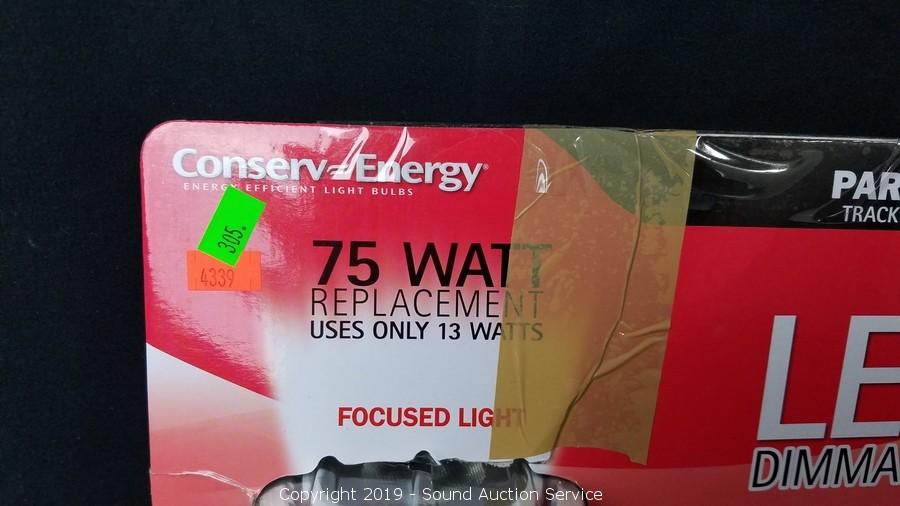 Conserv Energy®
ENERGY EFFICIENT LIGHT BULBS
305.
4339
75 WATT
REPLACEMENT
USES ONLY 13 WATTS
FOCUSED LIGHT
PAR
TRACK
LE
DIMMA
Copyright 2019 - Sound Auction Service